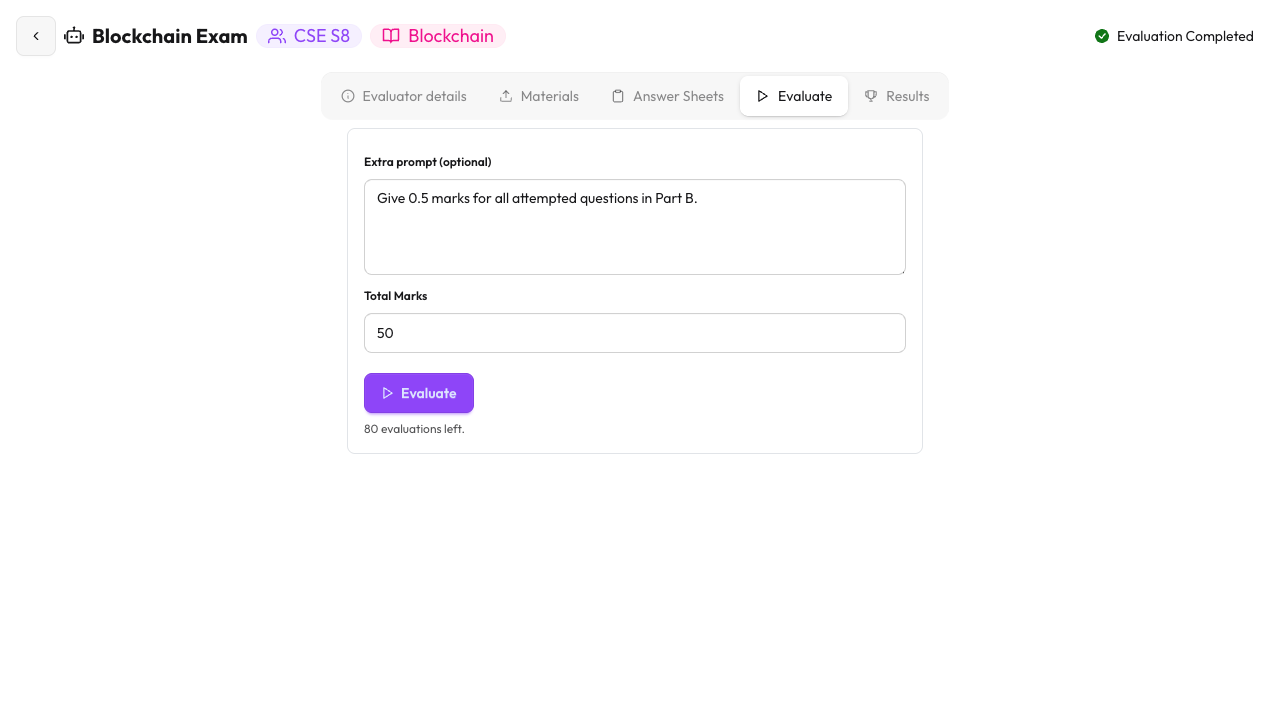 Blockchain Exam CSE S8 Blockchain Evaluation Completed
Evaluator details Materials Answer Sheets Evaluate Results
Extra prompt (optional)
Give 0.5 marks for all attempted questions in Part B.
Total Marks
50
Evaluate
80 evaluations left.